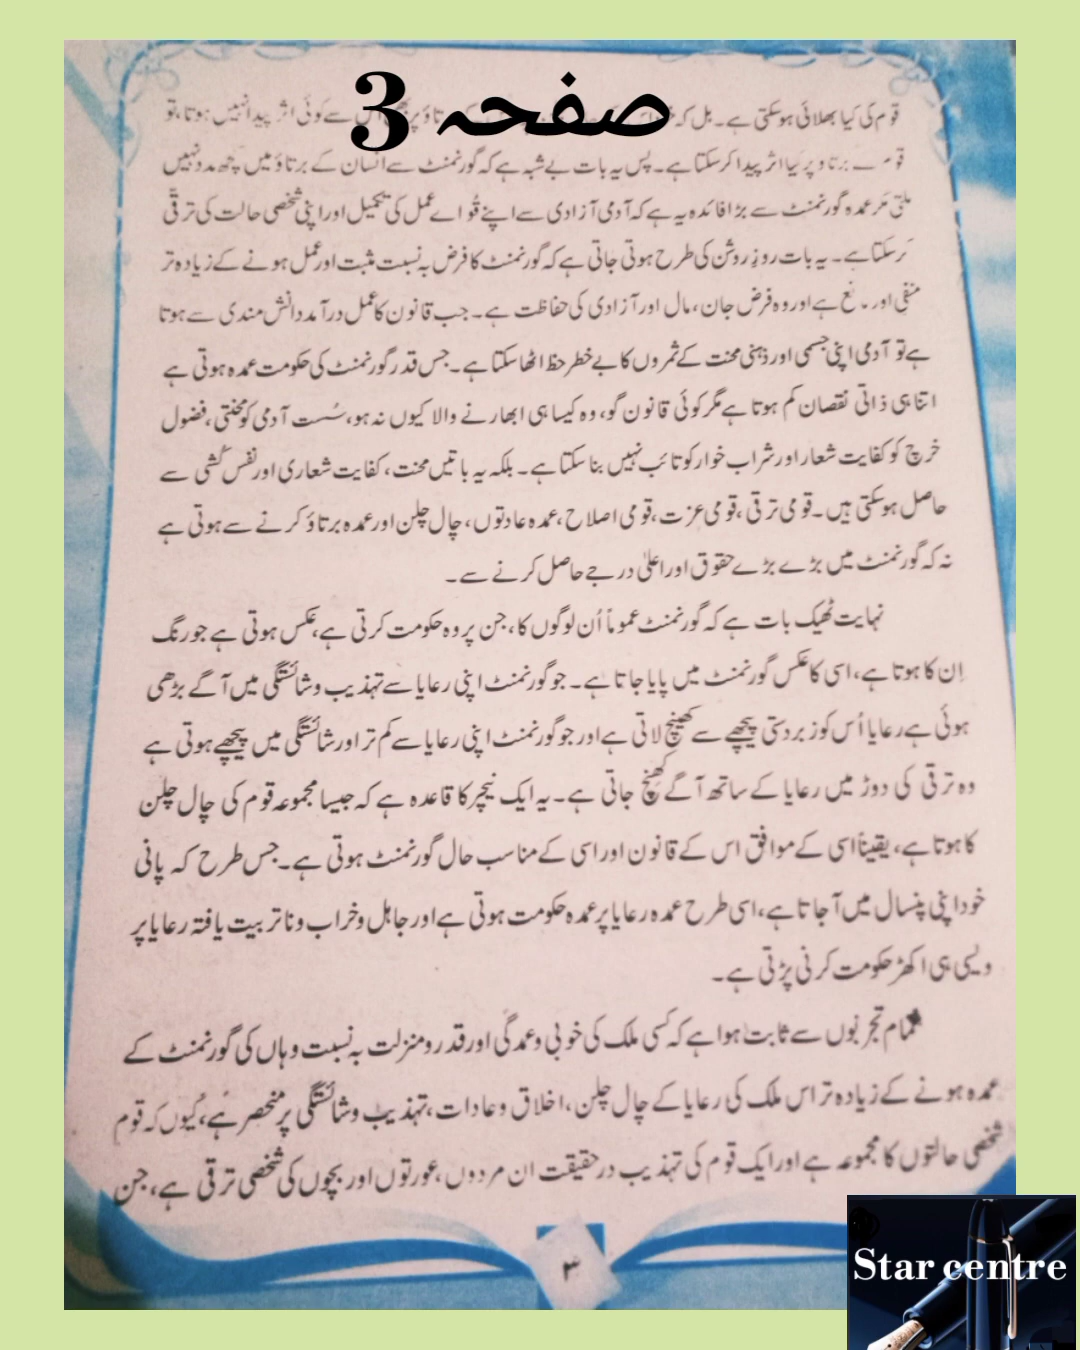 صفحہ 3
قوم کی کیا بھلائی ہوسکتی ہے۔ بل کہ تاؤ پر بھی اس سے کوئی اثر پیدا نہیں ہوتا، تو
قوم کے برتاو پر کیا اثر پیدا کرسکتا ہے۔ پس یہ بات بے شبہ ہے کہ گورنمنٹ سے انسان کے برتاؤ میں کچھ مدد نہیں
ملتی مگر عمدہ گورنمنٹ سے بڑا فائدہ یہ ہے کہ آدمی آزادی سے اپنے قُواے عمل کی تکمیل اور اپنی شخصی حالت کی ترقی
کرسکتا ہے۔ یہ بات روزِ روشن کی طرح ہوتی جاتی ہے کہ گورنمنٹ کا فرض بہ نسبت مثبت اور عمل ہونے کے زیادہ تر
منفی اور مانع ہے اور وہ فرض جان، مال اور آزادی کی حفاظت ہے۔ جب قانون کا عمل درآمد دانش مندی سے ہوتا
ہے تو آدمی اپنی جسمی اور ذہنی محنت کے ثمروں کا بے خطر حظ اٹھا سکتا ہے۔ جس قدر گورنمنٹ کی حکومت عمدہ ہوتی ہے
اتنا ہی ذاتی نقصان کم ہوتا ہے مگر کوئی قانون گو، وہ کیسا ہی ابھارنے والا کیوں نہ ہو، سُست آدمی کو محنتی، فضول
خرچ کو کفایت شعار اور شراب خوار کو تائب نہیں بنا سکتا ہے۔ بلکہ یہ باتیں محنت، کفایت شعاری اور نفس کُشی سے
حاصل ہوسکتی ہیں۔ قومی ترقی، قومی عزت، قومی اصلاح، عمدہ عادتوں، چال چلن اور عمدہ برتاؤ کرنے سے ہوتی ہے
نہ کہ گورنمنٹ میں بڑے بڑے حقوق اور اعلیٰ درجے حاصل کرنے سے۔
نہایت ٹھیک بات ہے کہ گورنمنٹ عموماً اُن لوگوں کا، جن پر وہ حکومت کرتی ہے، عکس ہوتی ہے جو رنگ
اِن کا ہوتا ہے، اسی کا عکس گورنمنٹ میں پایا جاتا ہے۔ جو گورنمنٹ اپنی رعایا سے تہذیب و شائستگی میں آگے بڑھی
ہوئی ہے رعایا اُس کو زبردستی پیچھے سے کھینچ لاتی ہے اور جو گورنمنٹ اپنی رعایا سے کم تر اور شائستگی میں پیچھے ہوتی ہے
وہ ترقی کی دوڑ میں رعایا کے ساتھ آگے کھِنچ جاتی ہے۔ یہ ایک نیچر کا قاعدہ ہے کہ جیسا مجموعہ قوم کی چال چلن
کا ہوتا ہے، یقیناً اسی کے موافق اس کے قانون اور اسی کے مناسب حال گورنمنٹ ہوتی ہے۔ جس طرح کہ پانی
خود اپنی پنسال میں آجاتا ہے، اسی طرح عمدہ رعایا پر عمدہ حکومت ہوتی ہے اور جاہل و خراب و ناتربیت یافتہ رعایا پر
ویسی ہی اکھڑ حکومت کرنی پڑتی ہے۔
تمام تجربوں سے ثابت ہوا ہے کہ کسی ملک کی خوبی و عمدگی اور قدر و منزلت بہ نسبت وہاں کی گورنمنٹ کے
عمدہ ہونے کے زیادہ تر اس ملک کی رعایا کے چال چلن، اخلاق و عادات، تہذیب و شائستگی پر منحصر ہے، کیوں کہ قوم
شخصی حالتوں کا مجموعہ ہے اور ایک قوم کی تہذیب درحقیقت ان مردوں، عورتوں اور بچوں کی شخصی ترقی ہے، جن
۳
Star centre